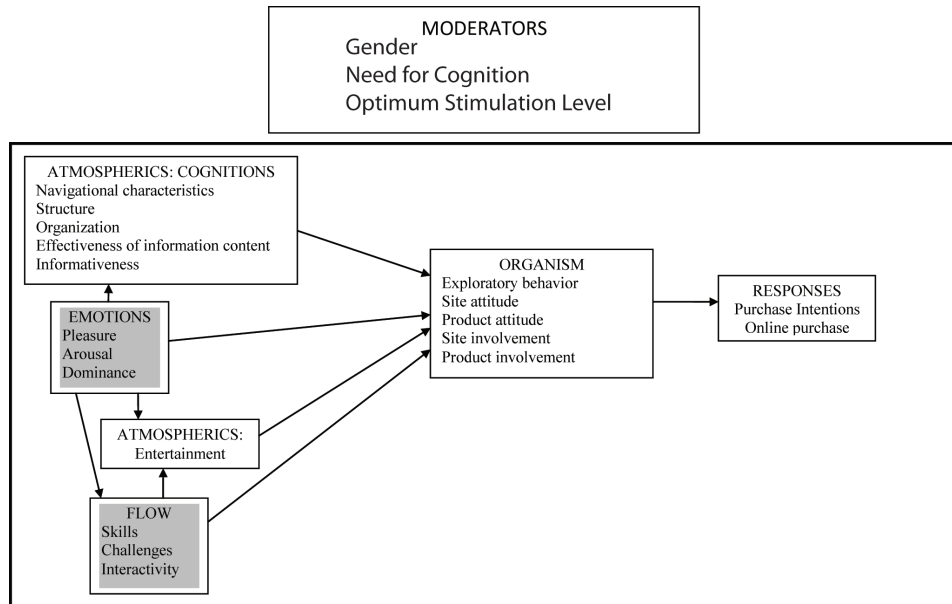 MODERATORS
Gender
Need for Cognition
Optimum Stimulation Level
ATMOSPHERICS: COGNITIONS
Navigational characteristics
Structure
Organization
Effectiveness of information content
Informativeness
EMOTIONS
Pleasure
Arousal
Dominance
ATMOSPHERICS:
Entertainment
FLOW
Skills
Challenges
Interactivity
ORGANISM
Exploratory behavior
Site attitude
Product attitude
Site involvement
Product involvement
RESPONSES
Purchase Intentions
Online purchase